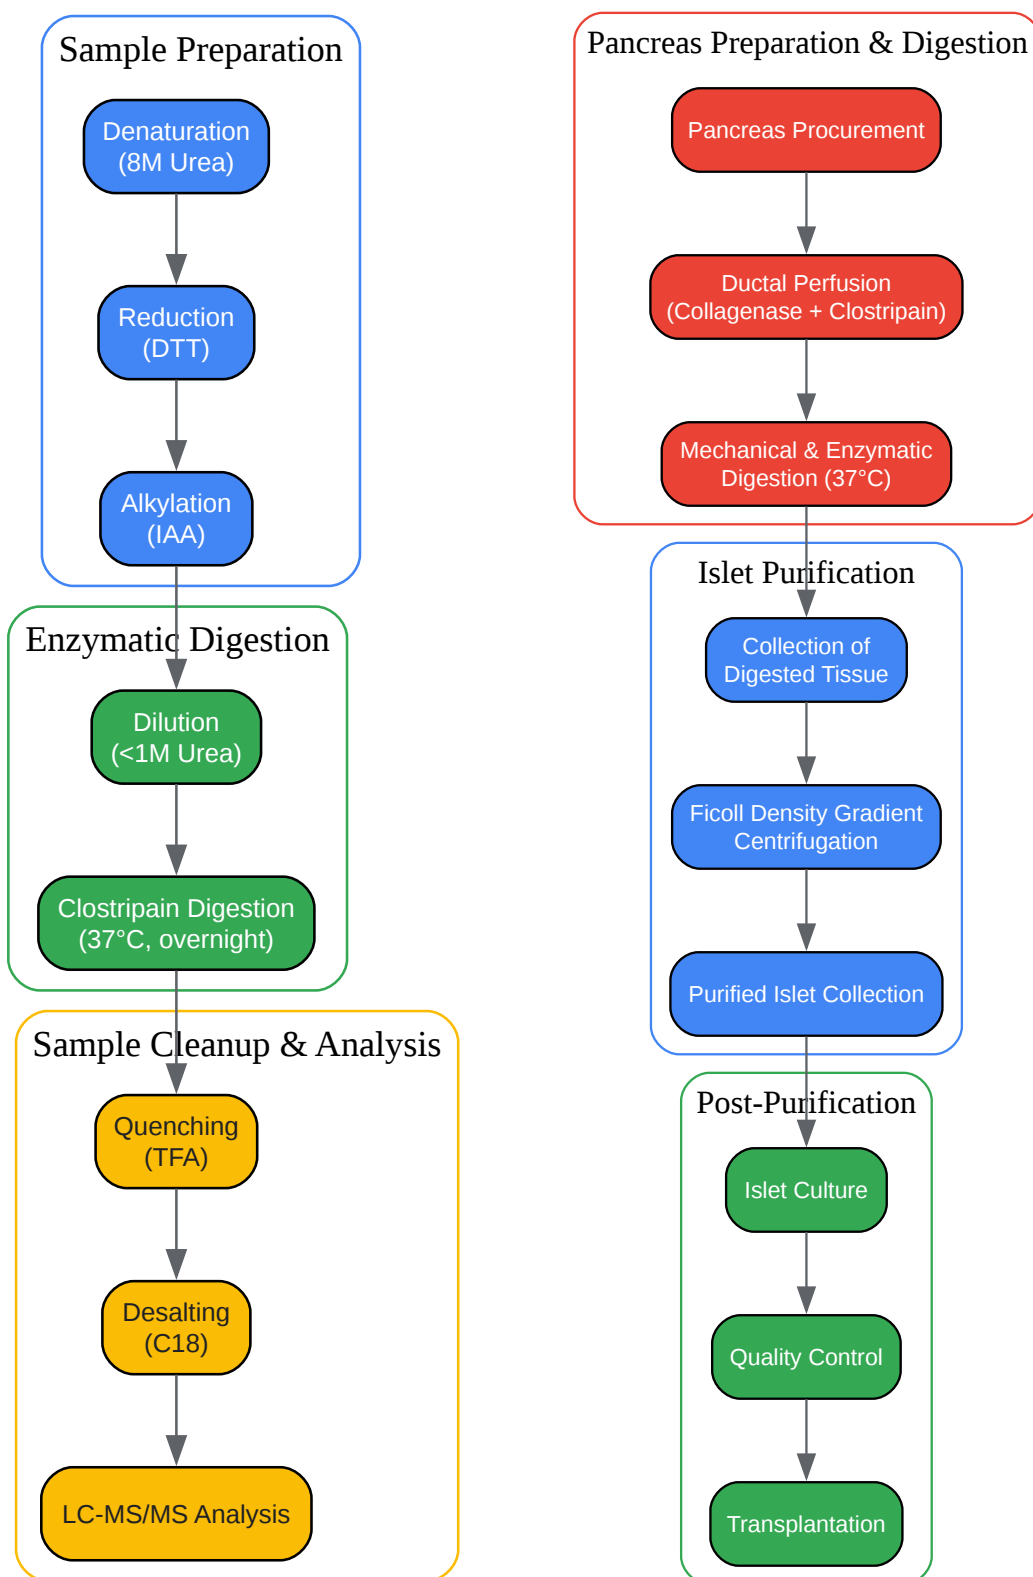 Sample Preparation
Denaturation
(8M Urea)
Reduction
(DTT)
Alkylation
(IAA)
Enzymatic Digestion
Dilution
(<1M Urea)
Clostripain Digestion
(37°C, overnight)
Sample Cleanup & Analysis
Quenching
(TFA)
Desalting
(C18)
LC-MS/MS Analysis
Pancreas Preparation & Digestion
Pancreas Procurement
Ductal Perfusion
(Collagenase + Clostripain)
Mechanical & Enzymatic
Digestion (37°C)
Islet Purification
Collection of
Digested Tissue
Ficoll Density Gradient
Centrifugation
Purified Islet Collection
Post-Purification
Islet Culture
Quality Control
Transplantation